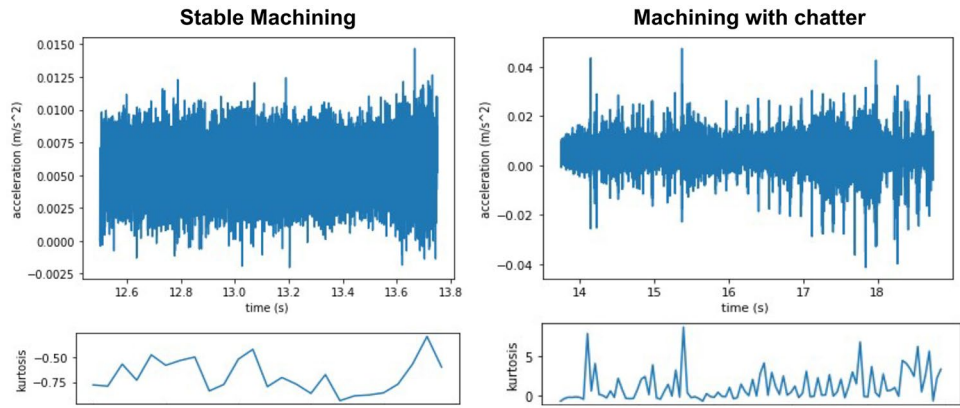 Stable Machining
Machining with chatter
0.0150
0.0125
0.0100
0.0075
0.0050
0.0025
0.0000
−0.0025
acceleration (m/s^2)
12.6 12.8 13.0 13.2 13.4 13.6 13.8
time (s)
0.04
0.02
0.00
−0.02
−0.04
acceleration (m/s^2)
14 15 16 17 18
time (s)
−0.50
−0.75
kurtosis
5
0
kurtosis